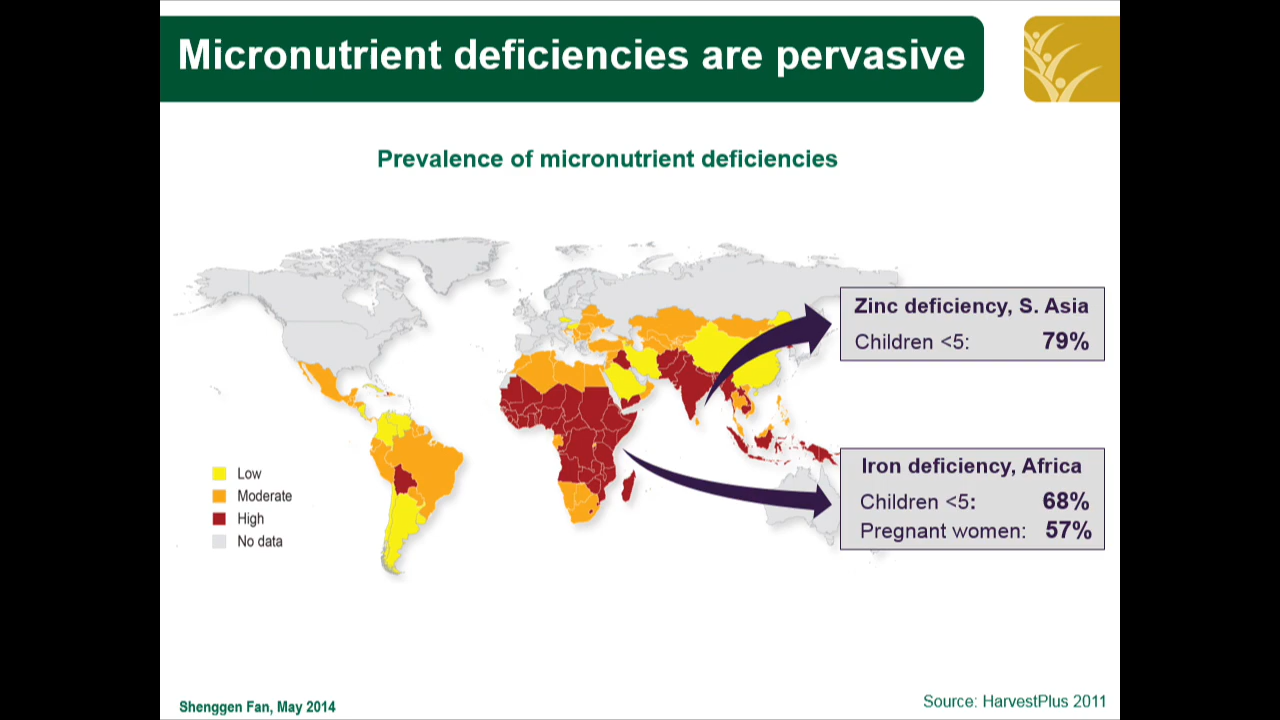 Micronutrient deficiencies are pervasive
Prevalence of micronutrient deficiencies
Zinc deficiency, S. Asia
Children <5: 79%
Iron deficiency, Africa
Children <5: 68%
Pregnant women: 57%
Low
Moderate
High
No data
Shenggen Fan, May 2014
Source: HarvestPlus 2011